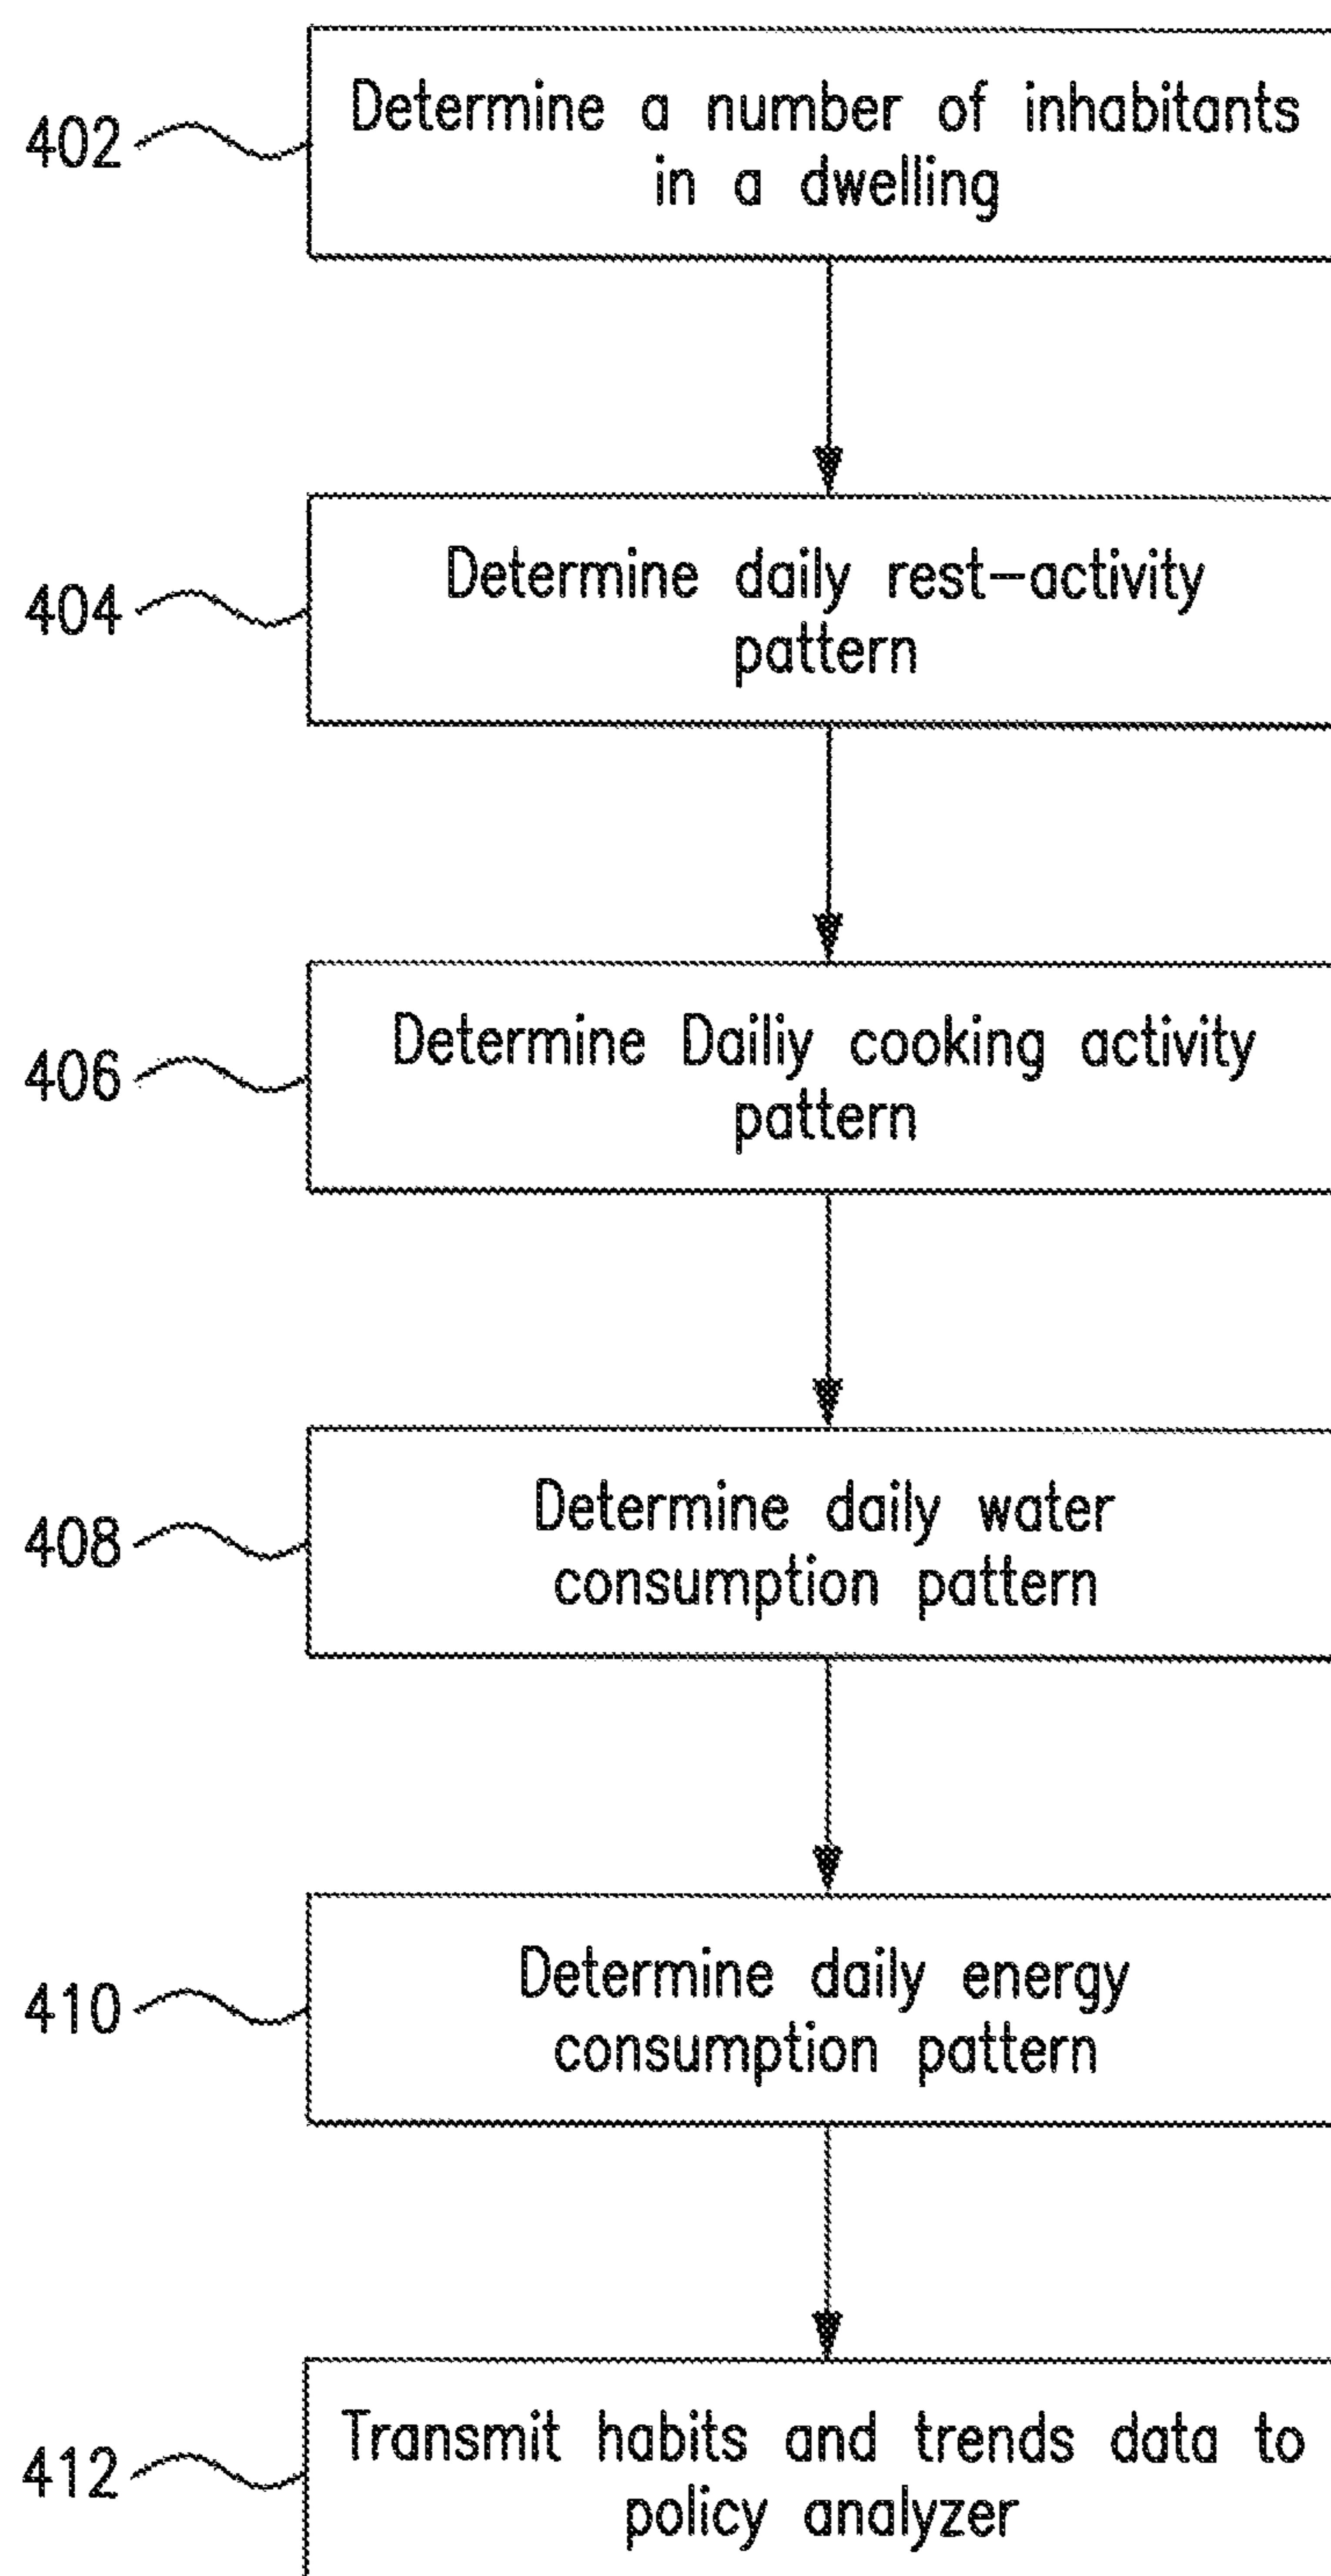 402
Determine a number of inhabitants
in a dwelling
404
Determine daily rest-activity
pattern
406
Determine Dailiy cooking activity
pattern
408
Determine daily water
consumption pattern
410
Determine daily energy
consumption pattern
412
Transmit habits and trends data to
policy analyzer